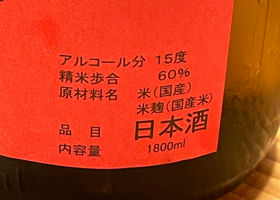 アルコール分 15度
精米歩合 60%
原材料名 米(国産)
米麹(国産米)
品目 日本酒
内容量 1800ml